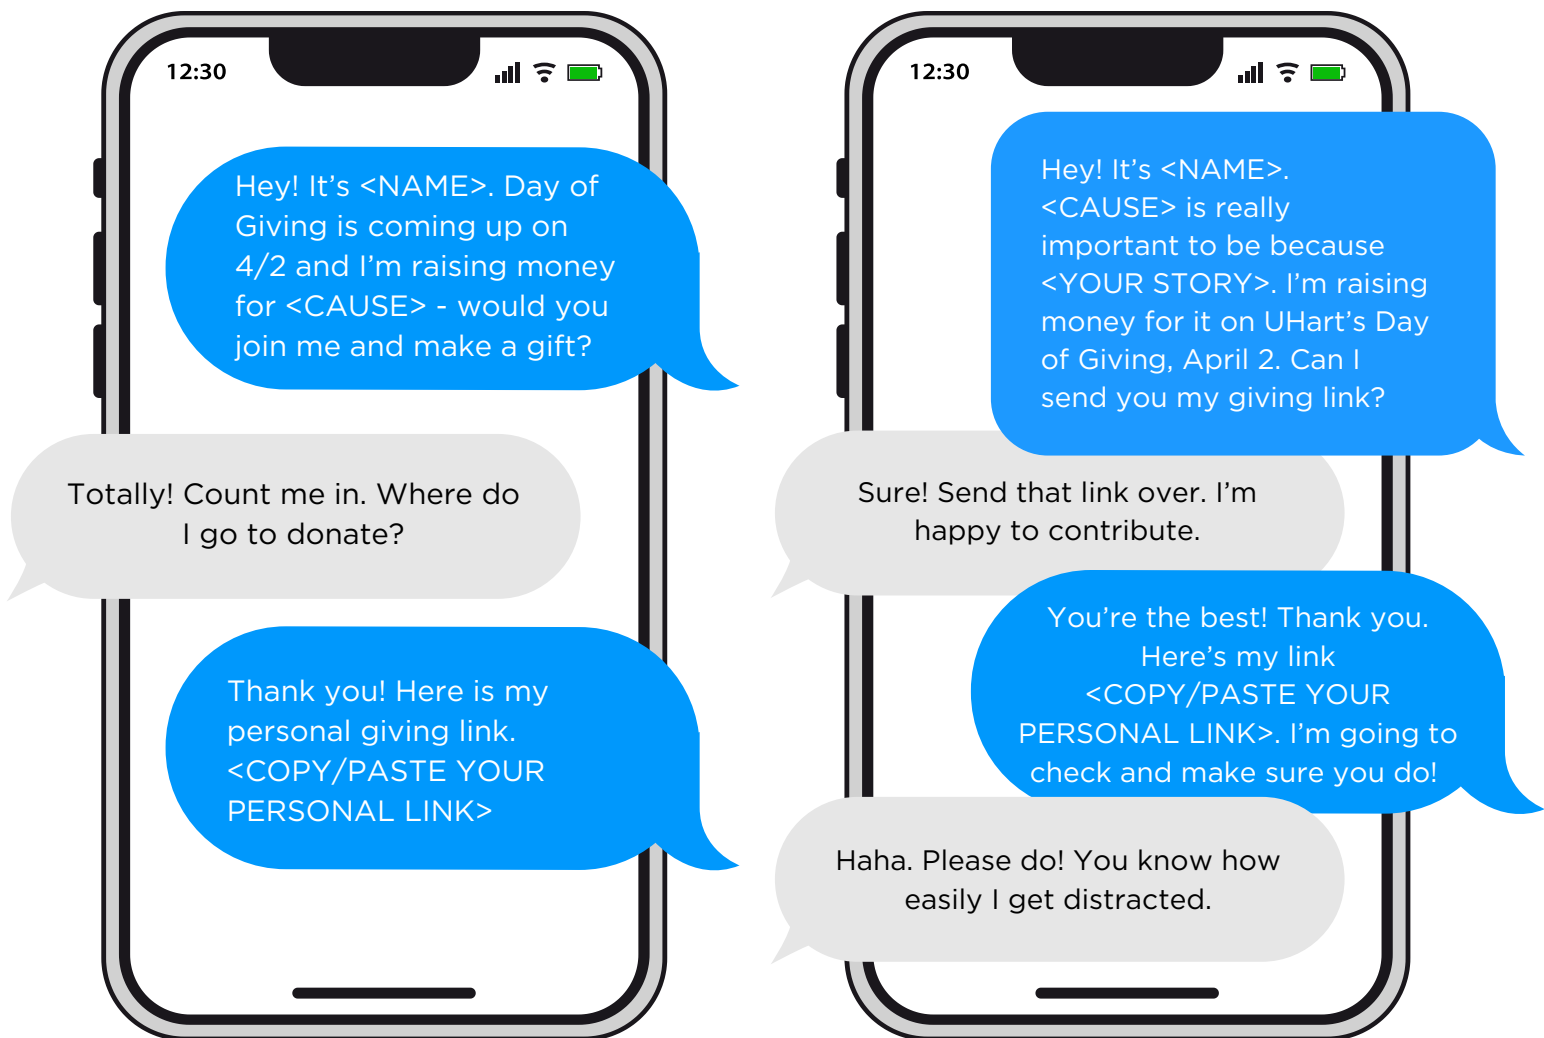 12:30
Hey! It's <NAME>. Day of
Giving is coming up on
4/2 and I'm raising money
for <CAUSE> - would you
join me and make a gift?
Totally! Count me in. Where do
I go to donate?
Thank you! Here is my
personal giving link.
<COPY/PASTE YOUR
PERSONAL LINK>
12:30
Hey! It's <NAME>.
<CAUSE> is really
important to be because
<YOUR STORY>. I'm raising
money for it on UHart's Day
of Giving, April 2. Can I
send you my giving link?
Sure! Send that link over. I'm
happy to contribute.
You're the best! Thank you.
Here's my link
<COPY/PASTE YOUR
PERSONAL LINK>. I'm going to
check and make sure you do!
Haha. Please do! You know how
easily I get distracted.